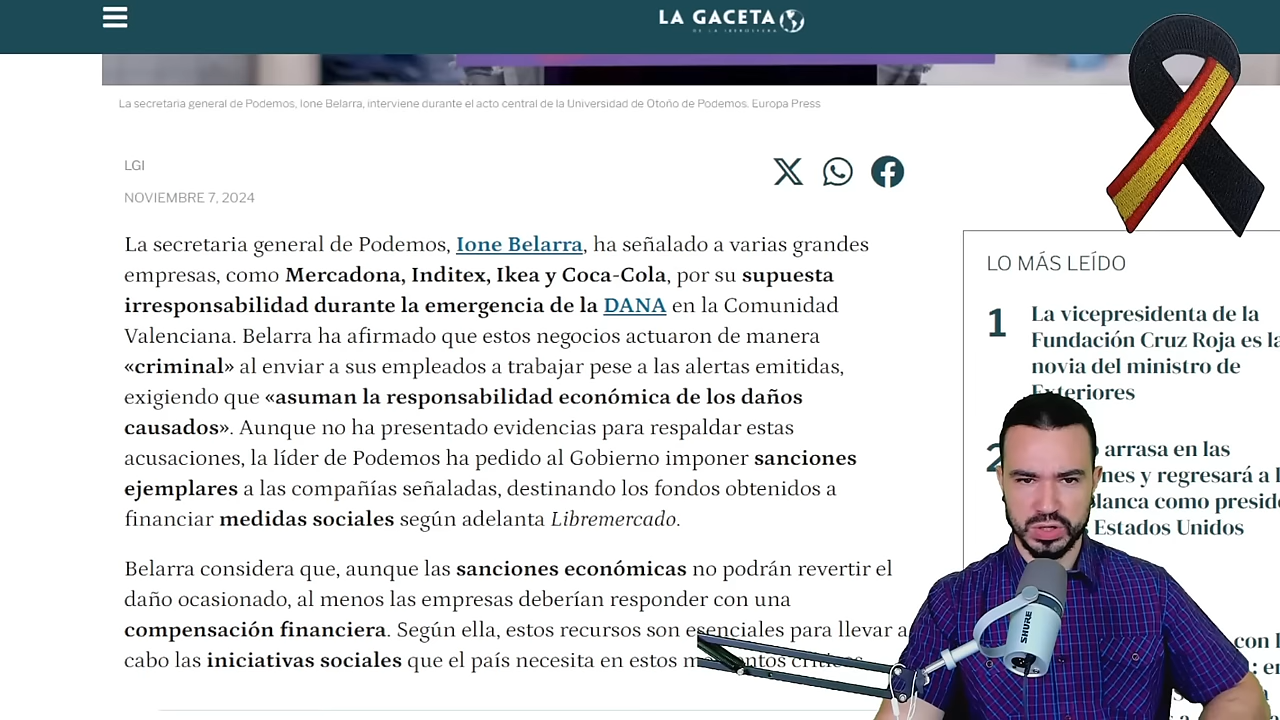 LA GACETA
DE LA IBEROSFERA
La secretaria general de Podemos, Ione Belarra, interviene durante el acto central de la Universidad de Otoño de Podemos. Europa Press
LGI
NOVIEMBRE 7, 2024
La secretaria general de Podemos, Ione Belarra, ha señalado a varias grandes
empresas, como Mercadona, Inditex, Ikea y Coca-Cola, por su supuesta
irresponsabilidad durante la emergencia de la DANA en la Comunidad
Valenciana. Belarra ha afirmado que estos negocios actuaron de manera
«criminal» al enviar a sus empleados a trabajar pese a las alertas emitidas,
exigiendo que «asuman la responsabilidad económica de los daños
causados». Aunque no ha presentado evidencias para respaldar estas
acusaciones, la líder de Podemos ha pedido al Gobierno imponer sanciones
ejemplares a las compañías señaladas, destinando los fondos obtenidos a
financiar medidas sociales según adelanta Libremercado.
Belarra considera que, aunque las sanciones económicas no podrán revertir el
daño ocasionado, al menos las empresas deberían responder con una
compensación financiera. Según ella, estos recursos son esenciales para llevar a
cabo las iniciativas sociales que el país necesita en estos
LO MÁS LEÍDO
1 La vicepresidenta de la
Fundación Cruz Roja es la
novia del ministro de
Exteriores
2 arrasa en las
y regresará a
como
Estados Unidos
con
SHURE